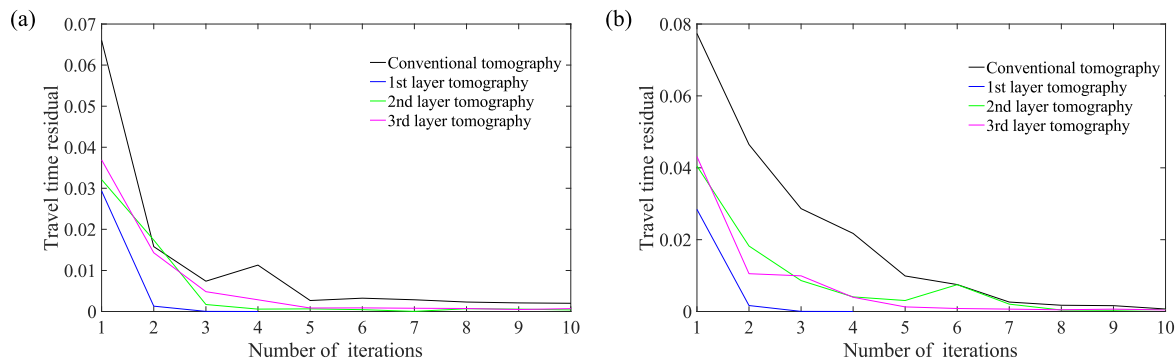 (a)
0.07
0.06
0.05
0.04
0.03
0.02
0.01
0
Travel time residual
Conventional tomography
1st layer tomography
2nd layer tomography
3rd layer tomography
1 2 3 4 5 6 7 8 9 10
Number of iterations
(b)
0.08
0.06
0.04
0.02
0
Travel time residual
Conventional tomography
1st layer tomography
2nd layer tomography
3rd layer tomography
1 2 3 4 5 6 7 8 9 10
Number of iterations